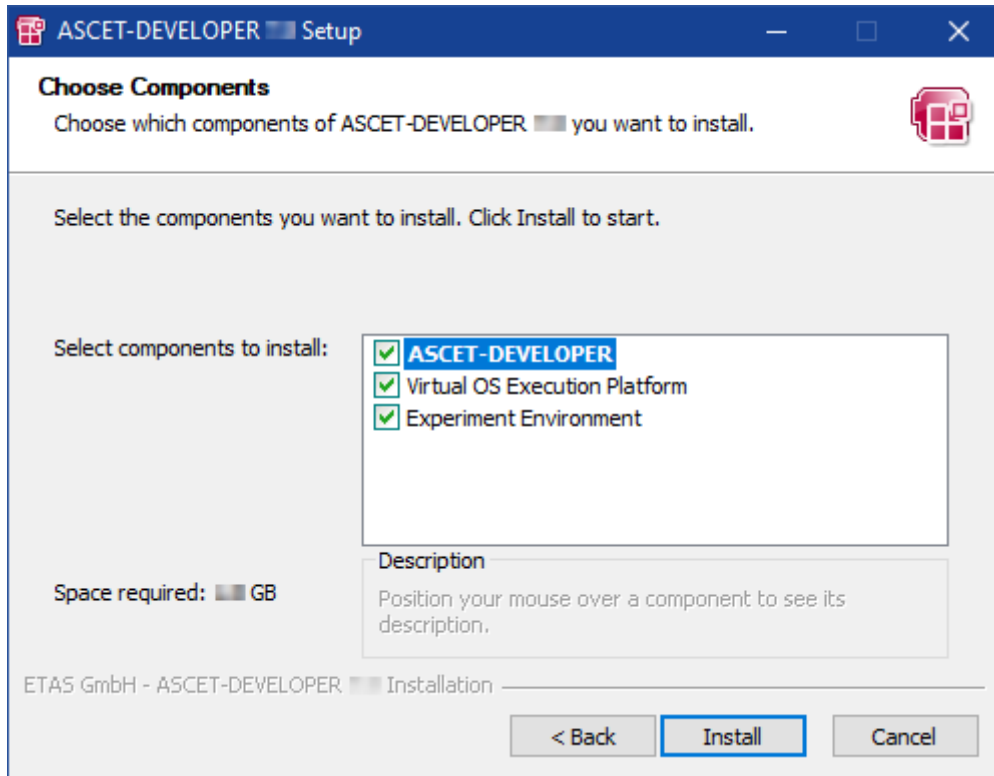 ASCET-DEVELOPER Setup
Choose Components
Choose which components of ASCET-DEVELOPER you want to install.
Select the components you want to install. Click Install to start.
Select components to install:
ASCET-DEVELOPER
Virtual OS Execution Platform
Experiment Environment
Space required: GB
Description
Position your mouse over a component to see its
description.
ETAS GmbH - ASCET-DEVELOPER Installation
< Back
Install
Cancel